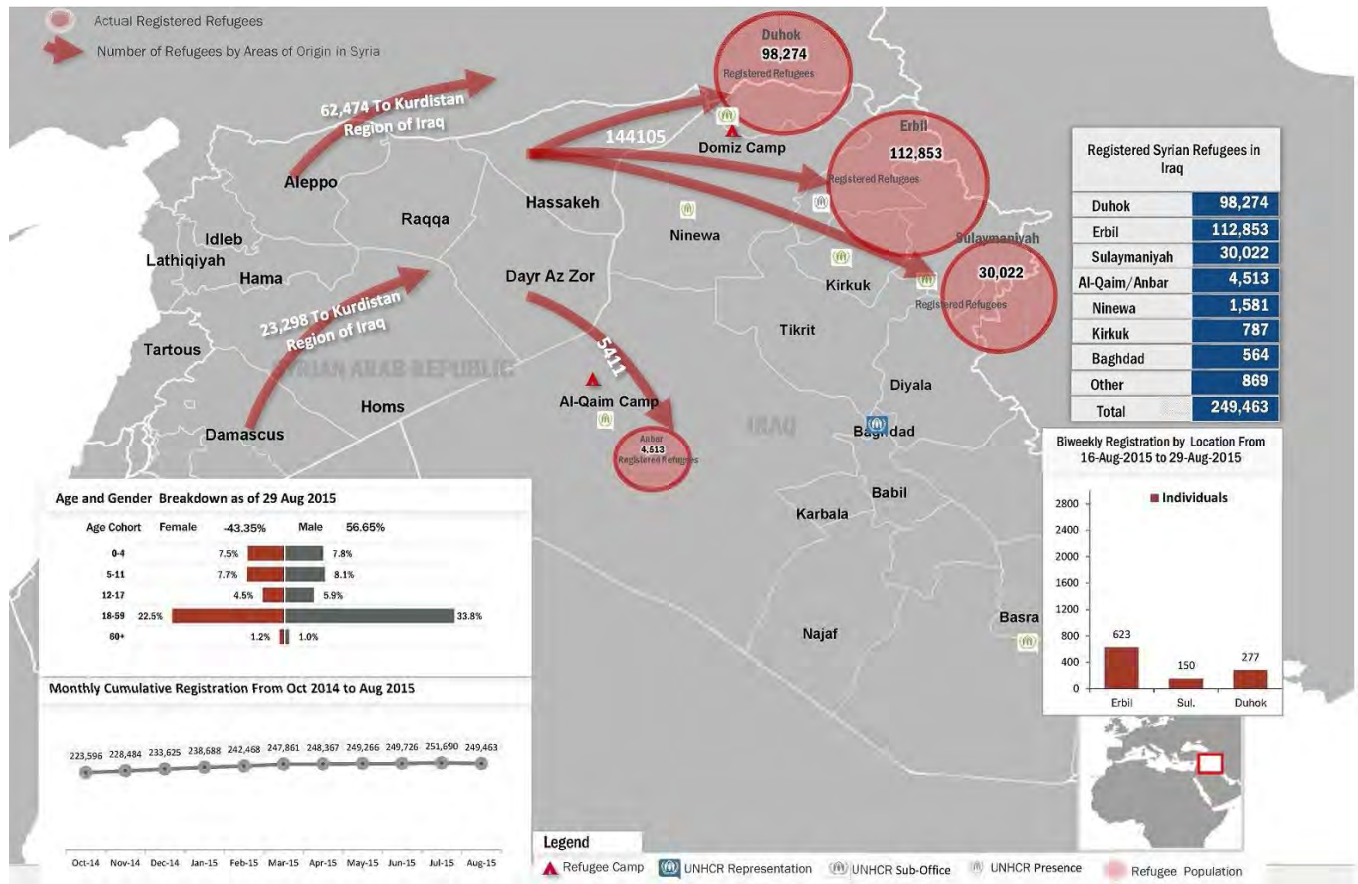 Actual Registered Refugees
Number of Refugees by Areas of Origin in Syria
62,474 To Kurdistan
Region of Iraq
Aleppo
Raqqa
Idleb
Lathiqiyah
Hama
23,298 To Kurdistan
Region of Iraq
Tartous
SYRIAN ARAB REPUBLIC
Homs
Damascus
144105
Hassakeh
Dayr Az Zor
5411
Al-Qaim Camp
Anbar
4,513
Registered Refugees
Duhok
98,274
Registered Refugees
Domiz Camp
Erbil
112,853
Registered Refugees
Ninewa
Sulaymaniyah
30,022
Registered Refugees
Kirkuk
Tikrit
Diyala
IRAQ
Baghdad
Babil
Karbala
Najaf
Basra
Registered Syrian Refugees in
Iraq
Duhok 98,274
Erbil 112,853
Sulaymaniyah 30,022
Al-Qaim/Anbar 4,513
Ninewa 1,581
Kirkuk 787
Baghdad 564
Other 869
Total 249,463
Biweekly Registration by Location From
16-Aug-2015 to 29-Aug-2015
Individuals
2800
2400
2000
1600
1200
800
400
0
623
150
277
Erbil Sul. Duhok
Age and Gender Breakdown as of 29 Aug 2015
Age Cohort Female -43.35% Male 56.65%
0-4 7.5% 7.8%
5-11 7.7% 8.1%
12-17 4.5% 5.9%
18-59 22.5% 33.8%
60+ 1.2% 1.0%
Monthly Cumulative Registration From Oct 2014 to Aug 2015
223,596 228,484 233,625 238,688 242,468 247,861 248,367 249,266 249,726 251,690 249,463
Oct-14 Nov-14 Dec-14 Jan-15 Feb-15 Mar-15 Apr-15 May-15 Jun-15 Jul-15 Aug-15
Legend
Refugee Camp UNHCR Representation UNHCR Sub-Office UNHCR Presence Refugee Population